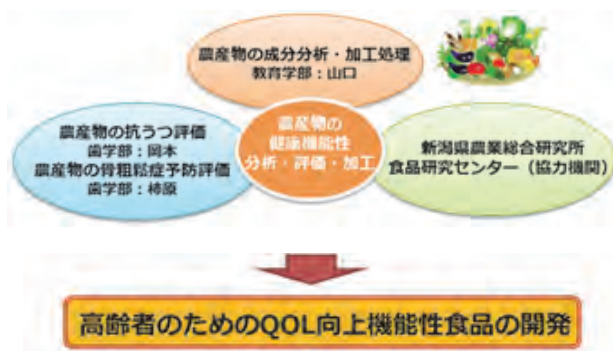 農産物の成分分析・加工処理
教育学部：山口
農産物の抗うつ評価
歯学部：岡本
農産物の骨粗鬆症予防評価
歯学部：柿原
農産物の
健康機能性
分析・評価・加工
新潟県農業総合研究所
食品研究センター（協力機関）
高齢者のためのQOL向上機能性食品の開発